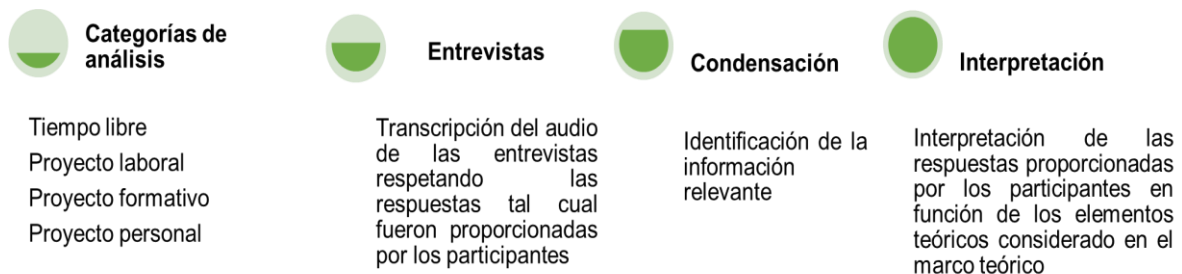 Categorías de
análisis
Tiempo libre
Proyecto laboral
Proyecto formativo
Proyecto personal
Entrevistas
Transcripción del audio
de las entrevistas
respetando las
respuestas tal cual
fueron proporcionadas
por los participantes
Condensación
Identificación de la
información
relevante
Interpretación
Interpretación de las
respuestas proporcionadas
por los participantes en
función de los elementos
teóricos considerado en el
marco teórico